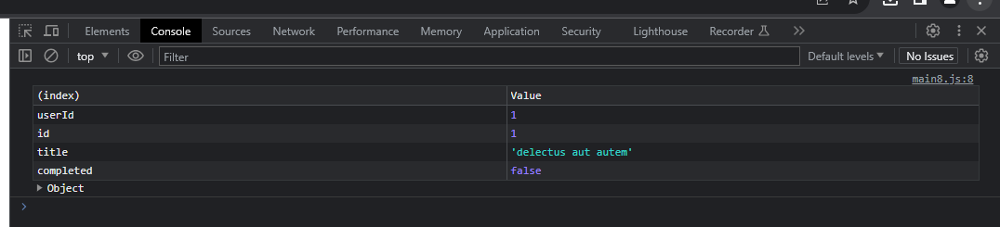 Elements Console Sources Network Performance Memory Application Security Lighthouse Recorder
top Filter Default levels No Issues
main8.js:8
(index) Value
userId 1
id 1
title 'delectus aut autem'
completed false
Object